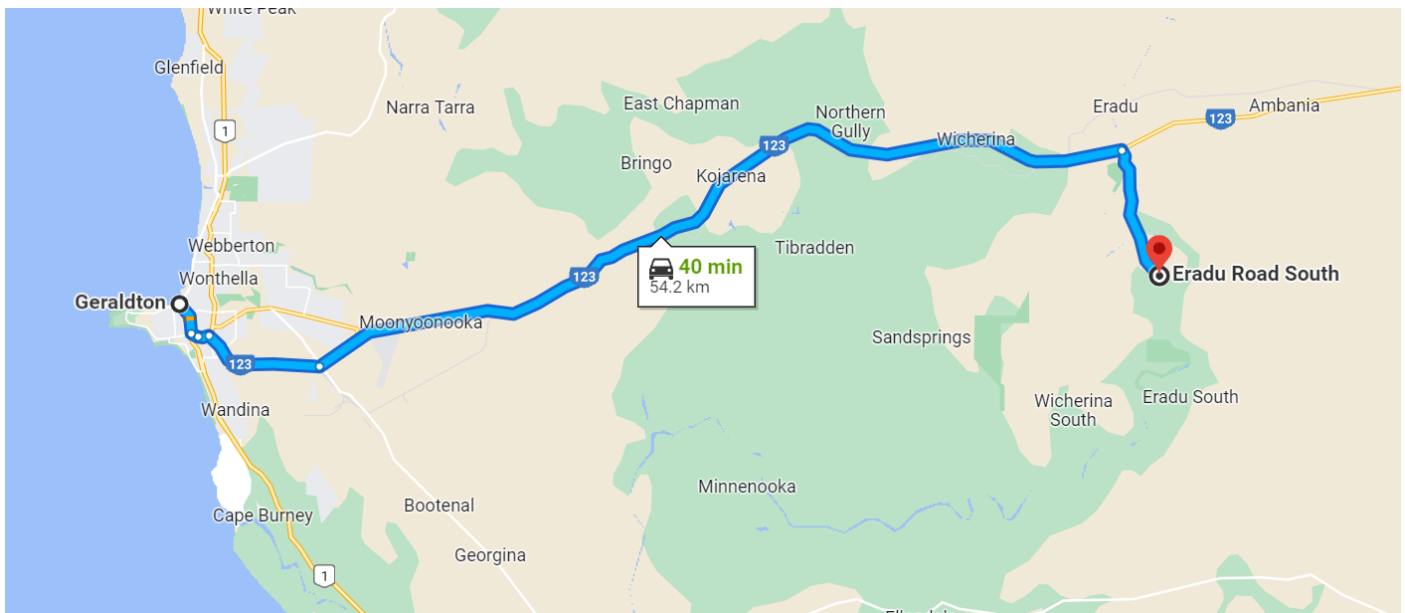 White Peak
Glenfield
Narra Tarra
East Chapman
Northern
Gully
Eradu
Ambania
123
1
123
Wicherina
Bringo
Kojarena
Webberton
Wonthella
Tibradden
40 min
54.2 km
Eradu Road South
123
Geraldton
Moonyoonooka
Sandsprings
123
Wandina
Wicherina
South
Eradu South
Minnenooka
Bootenal
Cape Burney
Georgina
1